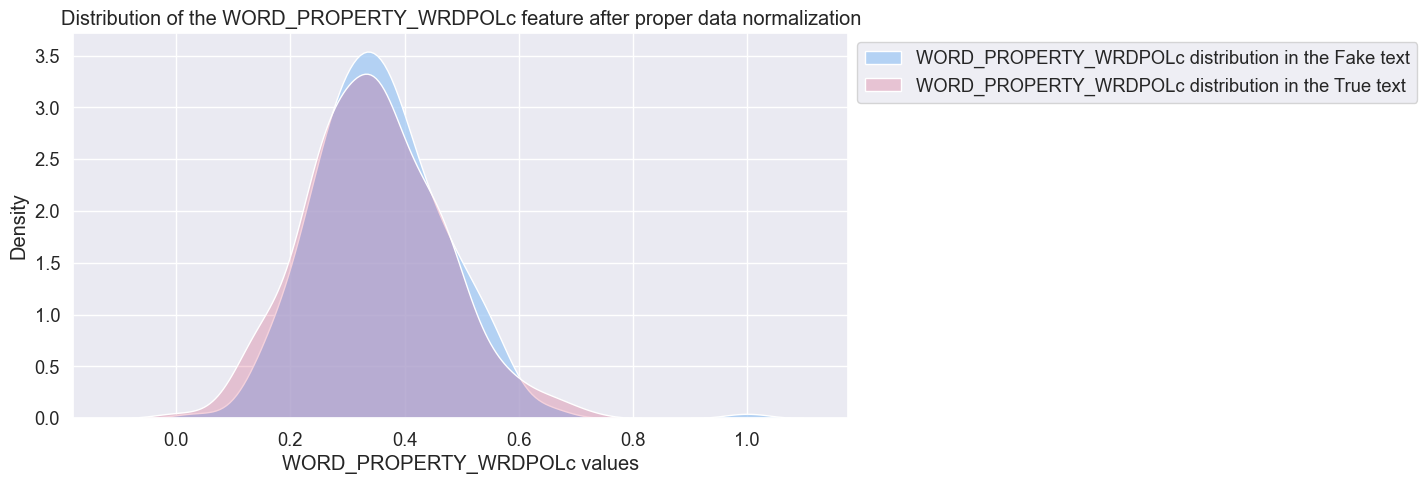 Distribution of the WORD_PROPERTY_WRDPOLc feature after proper data normalization
WORD_PROPERTY_WRDPOLc distribution in the Fake text
WORD_PROPERTY_WRDPOLc distribution in the True text
Density
3.5
3.0
2.5
2.0
1.5
1.0
0.5
0.0
0.0 0.2 0.4 0.6 0.8 1.0
WORD_PROPERTY_WRDPOLc values